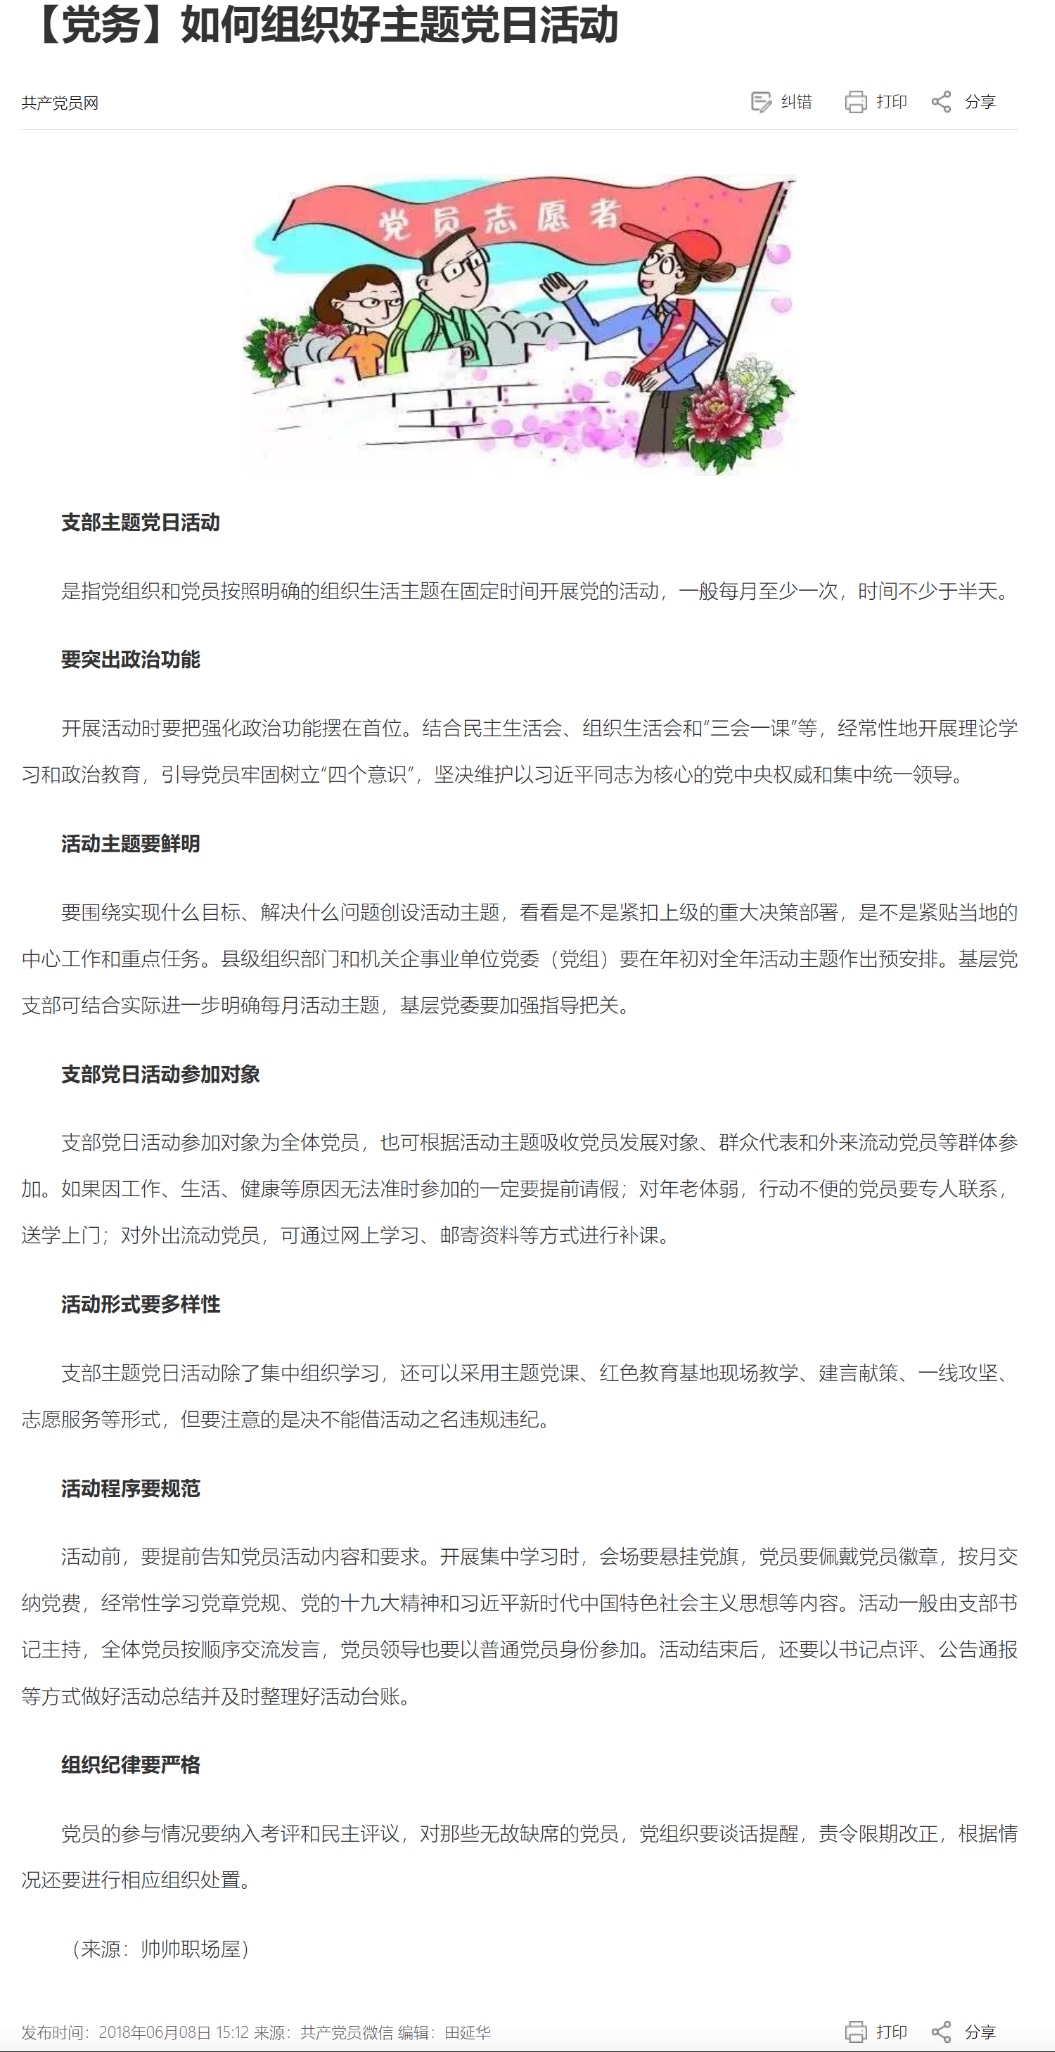 【党务】如何组织好主题党日活动
共产党员网
纠错 打印 分享
党员志愿者
支部主题党日活动
是指党组织和党员按照明确的组织生活主题在固定时间开展党的活动，一般每月至少一次，时间不少于半天。
要突出政治功能
开展活动时要把强化政治功能摆在首位。结合民主生活会、组织生活会和“三会一课”等，经常性地开展理论学
习和政治教育，引导党员牢固树立“四个意识”，坚决维护以习近平同志为核心的党中央权威和集中统一领导。
活动主题要鲜明
要围绕实现什么目标、解决什么问题创设活动主题，看看是不是紧扣上级的重大决策部署，是不是紧贴当地的
中心工作和重点任务。县级组织部门和机关企事业单位党委（党组）要在年初对全年活动主题作出预安排。基层党
支部可结合实际进一步明确每月活动主题，基层党委要加强指导把关。
支部党日活动参加对象
支部党日活动参加对象为全体党员，也可根据活动主题吸收党员发展对象、群众代表和外来流动党员等群体参
加。如果因工作、生活、健康等原因无法准时参加的一定要提前请假；对年老体弱，行动不便的党员要专人联系，
送学上门；对外出流动党员，可通过网上学习、邮寄资料等方式进行补课。
活动形式要多样性
支部主题党日活动除了集中组织学习，还可以采用主题党课、红色教育基地现场教学、建言献策、一线攻坚、
志愿服务等形式，但要注意的是决不能借活动之名违规违纪。
活动程序要规范
活动前，要提前告知党员活动内容和要求。开展集中学习时，会场要悬挂党旗，党员要佩戴党员徽章，按月交
纳党费，经常性学习党章党规、党的十九大精神和习近平新时代中国特色社会主义思想等内容。活动一般由支部书
记主持，全体党员按顺序交流发言，党员领导也要以普通党员身份参加。活动结束后，还要以书记点评、公告通报
等方式做好活动总结并及时整理好活动台账。
组织纪律要严格
党员的参与情况要纳入考评和民主评议，对那些无故缺席的党员，党组织要谈话提醒，责令限期改正，根据情
况还要进行相应组织处置。
（来源：帅帅职场屋）
发布时间：2018年06月08日 15:12 来源：共产党员微信 编辑：田延华 打印 分享